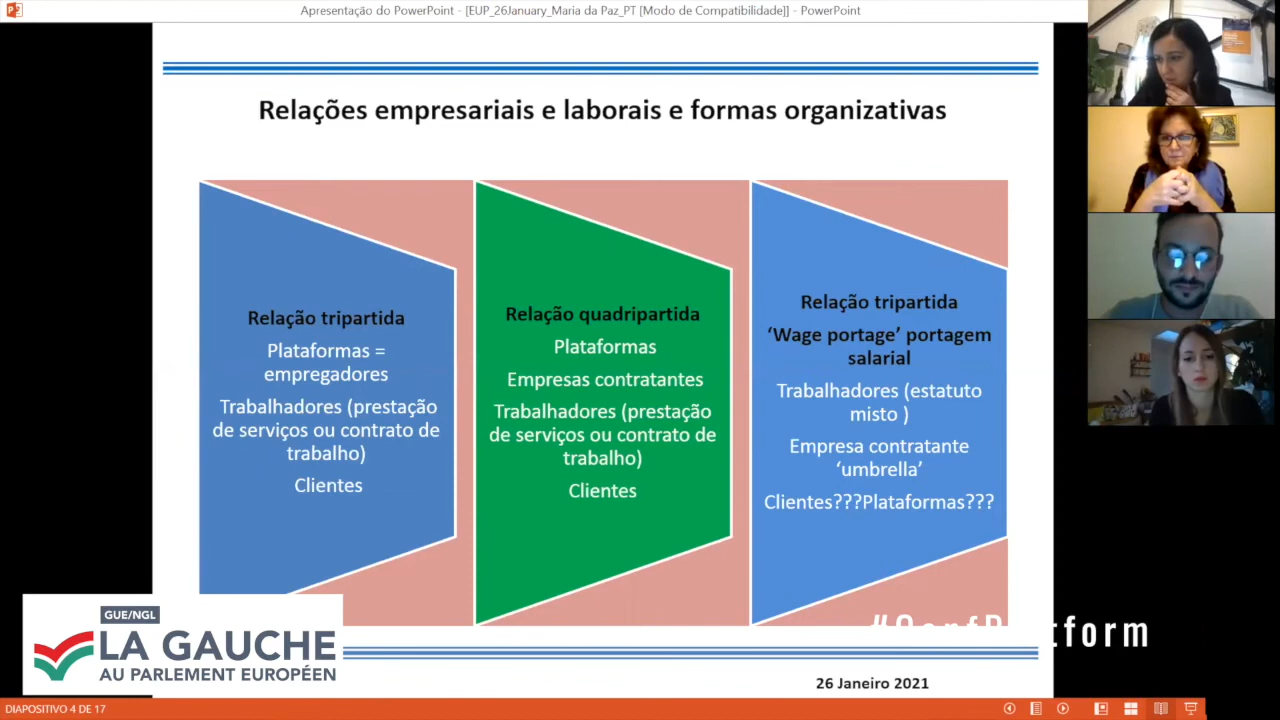 Apresentação do PowerPoint - [EUP_26January_Maria da Paz_PT [Modo de Compatibilidade]] - PowerPoint
Relações empresariais e laborais e formas organizativas
Relação tripartida
Plataformas =
empregadores
Trabalhadores (prestação
de serviços ou contrato de
trabalho)
Clientes
Relação quadripartida
Plataformas
Empresas contratantes
Trabalhadores (prestação
de serviços ou contrato de
trabalho)
Clientes
Relação tripartida
‘Wage portage’ portagem
salarial
Trabalhadores (estatuto
misto )
Empresa contratante
‘umbrella’
Clientes???Plataformas???
GUE/NGL
LA GAUCHE
AU PARLEMENT EUROPÉEN
26 Janeiro 2021
DIAPOSITIVO 4 DE 17